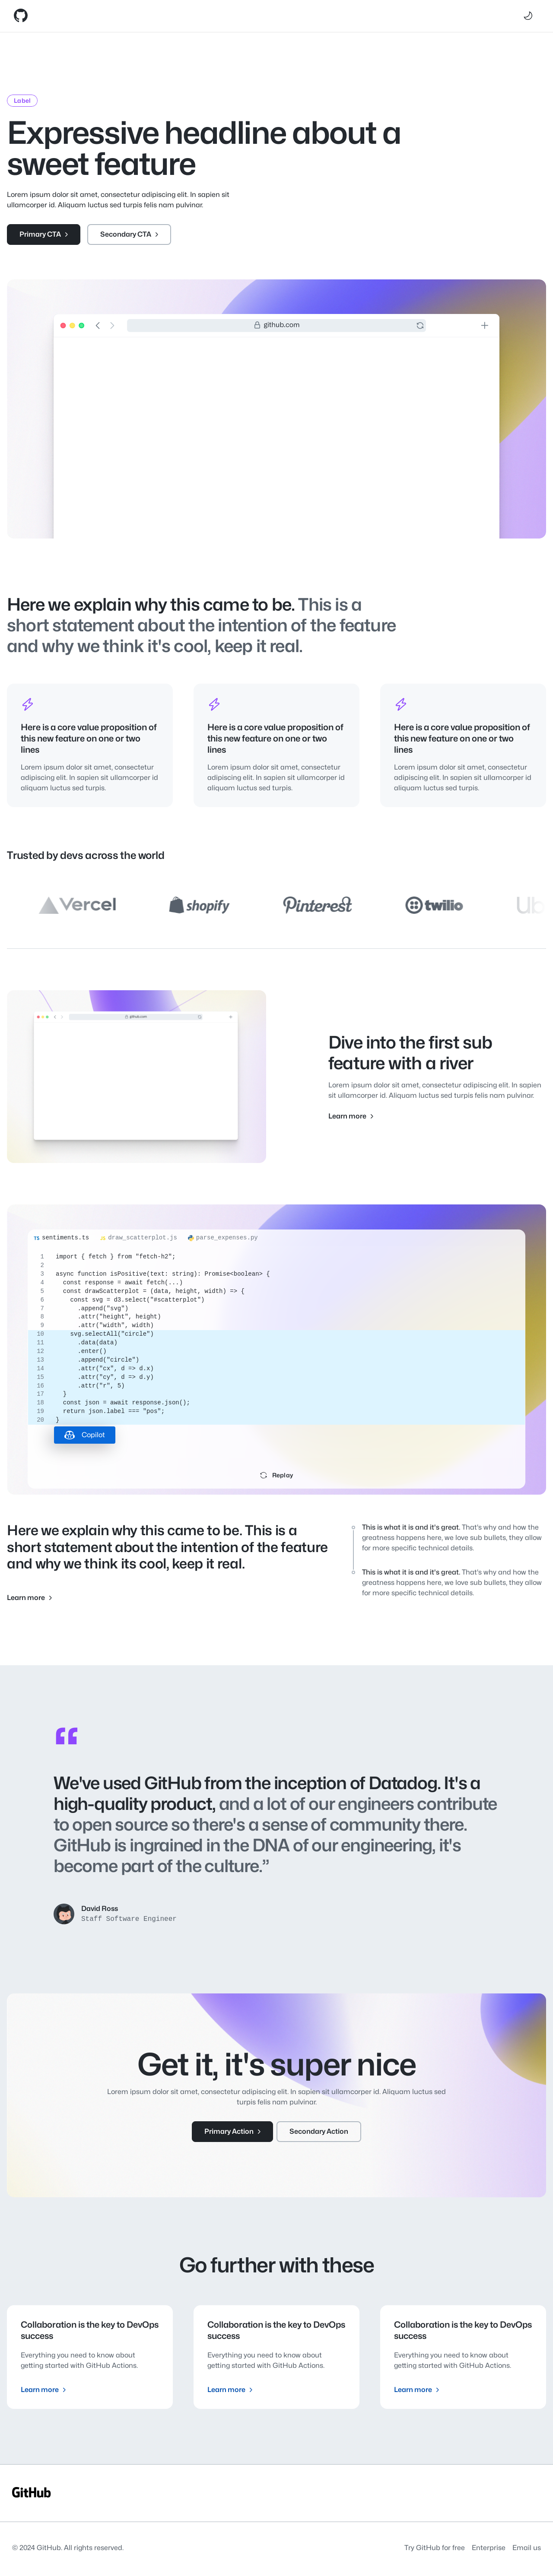 Label
Expressive headline about a
sweet feature
Lorem ipsum dolor sit amet, consectetur adipiscing elit. In sapien sit
ullamcorper id. Aliquam luctus sed turpis felis nam pulvinar.
Primary CTA
Secondary CTA
github.com
Here we explain why this came to be. This is a
short statement about the intention of the feature
and why we think it's cool, keep it real.
Here is a core value proposition of
this new feature on one or two
lines
Lorem ipsum dolor sit amet, consectetur
adipiscing elit. In sapien sit ullamcorper id
aliquam luctus sed turpis.
Here is a core value proposition of
this new feature on one or two
lines
Lorem ipsum dolor sit amet, consectetur
adipiscing elit. In sapien sit ullamcorper id
aliquam luctus sed turpis.
Here is a core value proposition of
this new feature on one or two
lines
Lorem ipsum dolor sit amet, consectetur
adipiscing elit. In sapien sit ullamcorper id
aliquam luctus sed turpis.
Trusted by devs across the world
Vercel
shopify
Pinterest
twilio
Ub
github.com
Dive into the first sub
feature with a river
Lorem ipsum dolor sit amet, consectetur adipiscing elit. In sapien
sit ullamcorper id. Aliquam luctus sed turpis felis nam pulvinar.
Learn more
TS sentiments.ts
JS draw_scatterplot.js
parse_expenses.py
1 import { fetch } from "fetch-h2";
2
3 async function isPositive(text: string): Promise<boolean> {
4 const response = await fetch(...)
5 const drawScatterplot = (data, height, width) => {
6 const svg = d3.select("#scatterplot")
7 .append("svg")
8 .attr("height", height)
9 .attr("width", width)
10 svg.selectAll("circle")
11 .data(data)
12 .enter()
13 .append("circle")
14 .attr("cx", d => d.x)
15 .attr("cy", d => d.y)
16 .attr("r", 5)
17 }
18 const json = await response.json();
19 return json.label === "pos";
20 }
Copilot
Replay
Here we explain why this came to be. This is a
short statement about the intention of the feature
and why we think its cool, keep it real.
Learn more
This is what it is and it's great. That's why and how the
greatness happens here, we love sub bullets, they allow
for more specific technical details.
This is what it is and it's great. That's why and how the
greatness happens here, we love sub bullets, they allow
for more specific technical details.
“
We've used GitHub from the inception of Datadog. It's a
high-quality product, and a lot of our engineers contribute
to open source so there's a sense of community there.
GitHub is ingrained in the DNA of our engineering, it's
become part of the culture.”
David Ross
Staff Software Engineer
Get it, it's super nice
Lorem ipsum dolor sit amet, consectetur adipiscing elit. In sapien sit ullamcorper id. Aliquam luctus sed
turpis felis nam pulvinar.
Primary Action
Secondary Action
Go further with these
Collaboration is the key to DevOps
success
Everything you need to know about
getting started with GitHub Actions.
Learn more
Collaboration is the key to DevOps
success
Everything you need to know about
getting started with GitHub Actions.
Learn more
Collaboration is the key to DevOps
success
Everything you need to know about
getting started with GitHub Actions.
Learn more
GitHub
© 2024 GitHub. All rights reserved.
Try GitHub for free
Enterprise
Email us